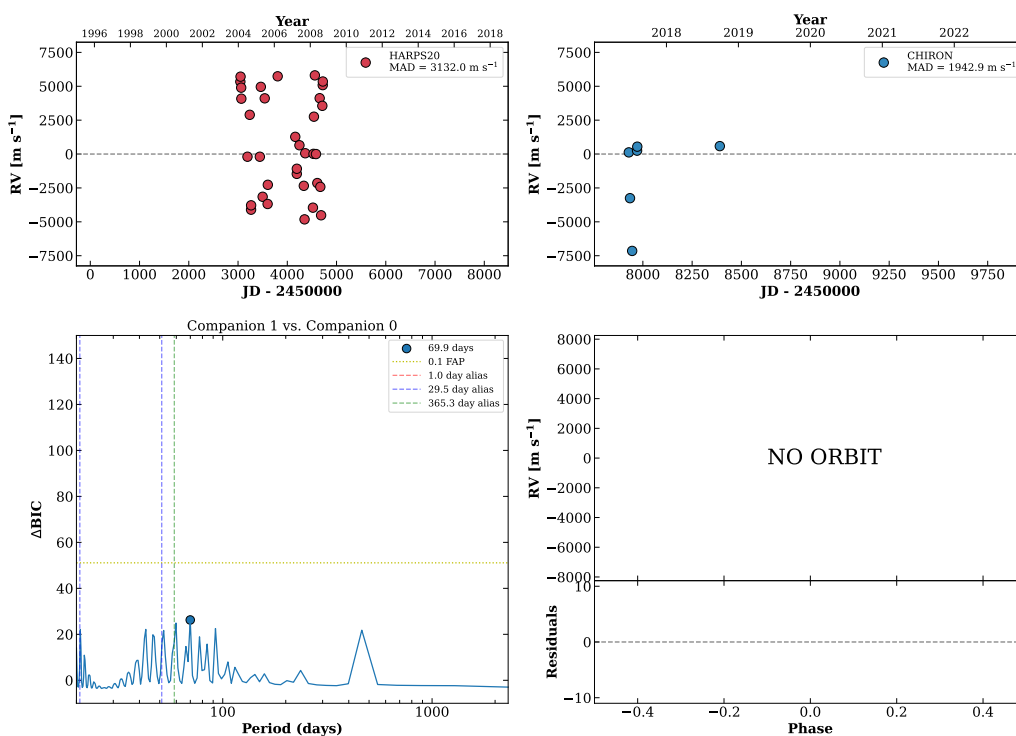 Year
1996 1998 2000 2002 2004 2006 2008 2010 2012 2014 2016 2018
HARPS20
MAD = 3132.0 m s⁻¹
RV [m s⁻¹]
7500
5000
2500
0
−2500
−5000
−7500
0 1000 2000 3000 4000 5000 6000 7000 8000
JD - 2450000
Year
2018 2019 2020 2021 2022
CHIRON
MAD = 1942.9 m s⁻¹
RV [m s⁻¹]
7500
5000
2500
0
−2500
−5000
−7500
8000 8250 8500 8750 9000 9250 9500 9750
JD - 2450000
Companion 1 vs. Companion 0
69.9 days
0.1 FAP
1.0 day alias
29.5 day alias
365.3 day alias
ΔBIC
140
120
100
80
60
40
20
0
100 1000
Period (days)
RV [m s⁻¹]
8000
6000
4000
2000
0
−2000
−4000
−6000
−8000
NO ORBIT
Residuals
10
0
−10
−0.4 −0.2 0.0 0.2 0.4
Phase